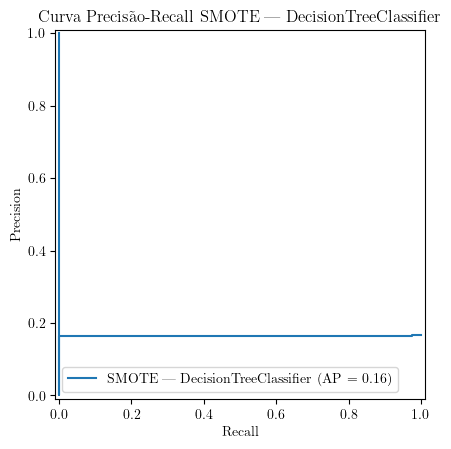 Curva Precisão-Recall SMOTE — DecisionTreeClassifier
1.0
0.8
0.6
0.4
0.2
0.0
Precision
SMOTE — DecisionTreeClassifier (AP = 0.16)
0.0 0.2 0.4 0.6 0.8 1.0
Recall